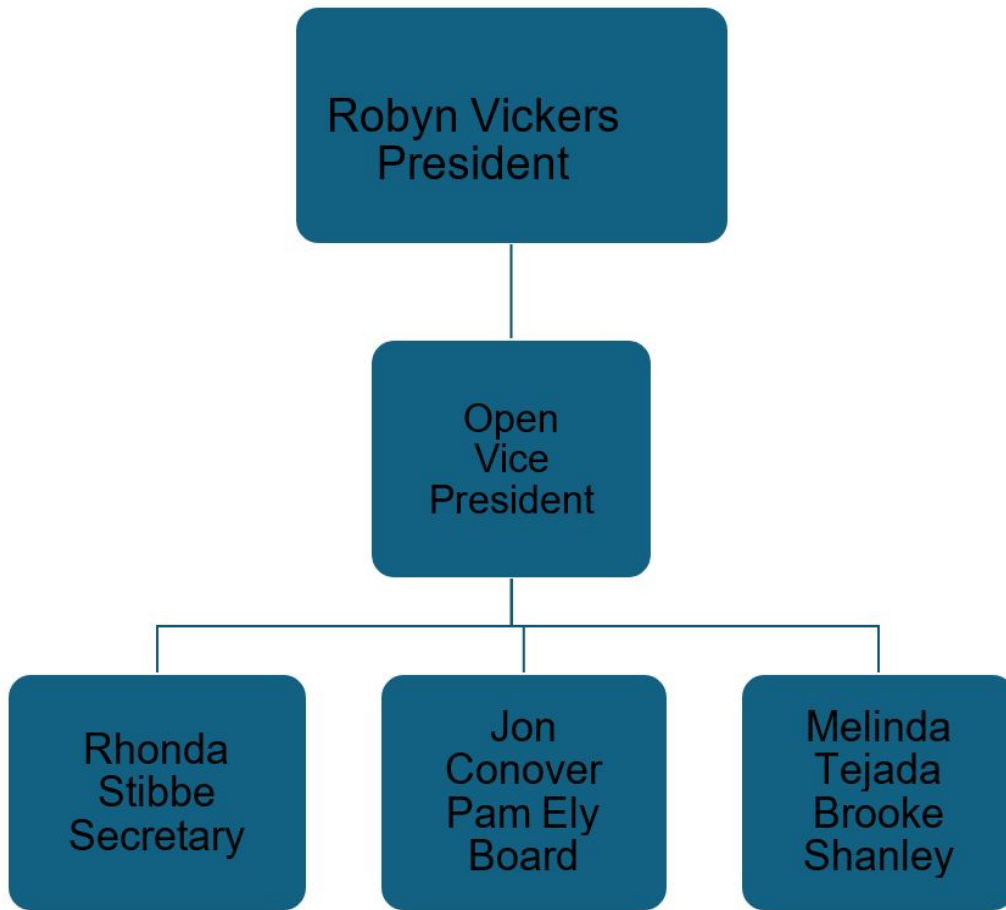 Robyn Vickers
President
Open
Vice
President
Rhonda
Stibbe
Secretary
Jon
Conover
Pam Ely
Board
Melinda
Tejada
Brooke
Shanley